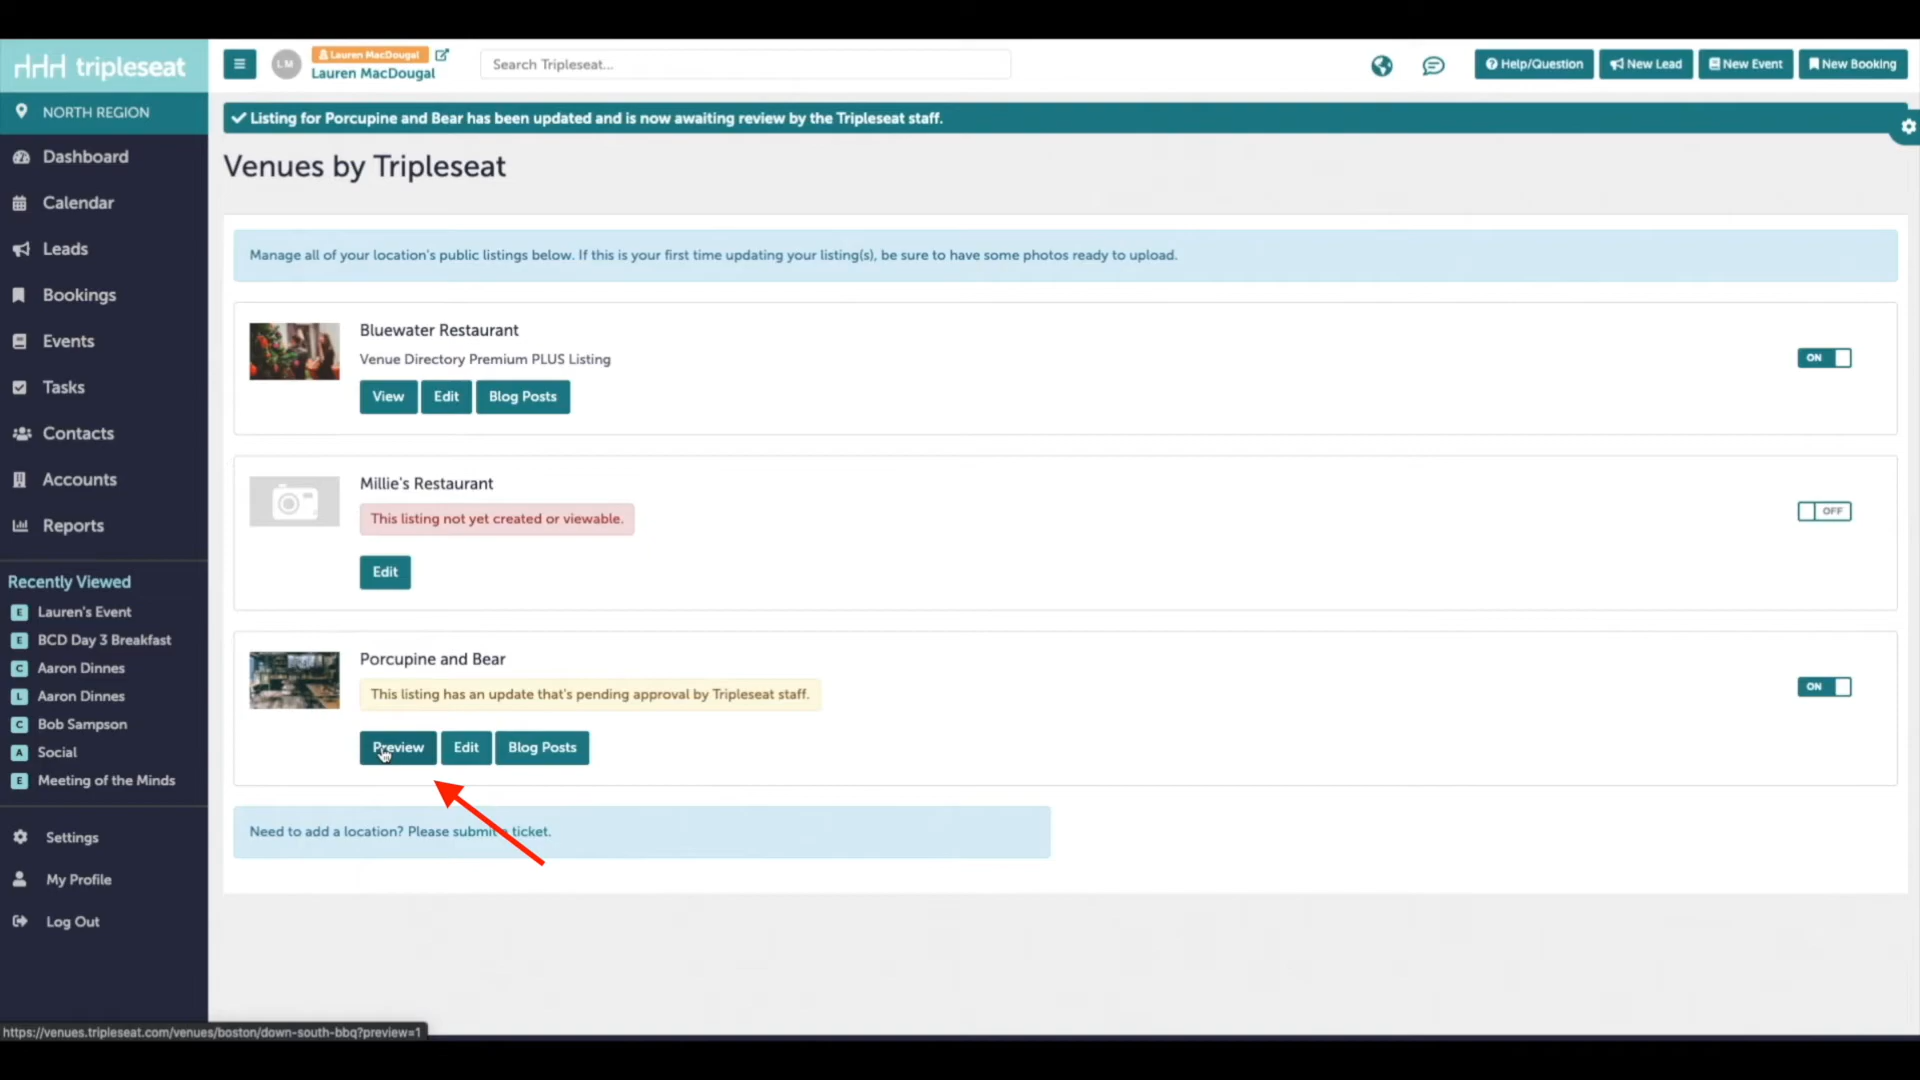 tripleseat
LM
Lauren MacDougal
Lauren MacDougal
Search Tripleseat...
Help/Question
New Lead
New Event
New Booking
NORTH REGION
Listing for Porcupine and Bear has been updated and is now awaiting review by the Tripleseat staff.
Dashboard
Calendar
Leads
Bookings
Events
Tasks
Contacts
Accounts
Reports
Recently Viewed
E Lauren's Event
E BCD Day 3 Breakfast
C Aaron Dinnes
L Aaron Dinnes
C Bob Sampson
A Social
E Meeting of the Minds
Settings
My Profile
Log Out
Venues by Tripleseat
Manage all of your location's public listings below. If this is your first time updating your listing(s), be sure to have some photos ready to upload.
Bluewater Restaurant
Venue Directory Premium PLUS Listing
ON
View Edit Blog Posts
Millie's Restaurant
This listing not yet created or viewable.
OFF
Edit
Porcupine and Bear
This listing has an update that's pending approval by Tripleseat staff.
ON
Preview Edit Blog Posts
Need to add a location? Please submit a ticket.
https://venues.tripleseat.com/venues/boston/down-south-bbq?preview=1